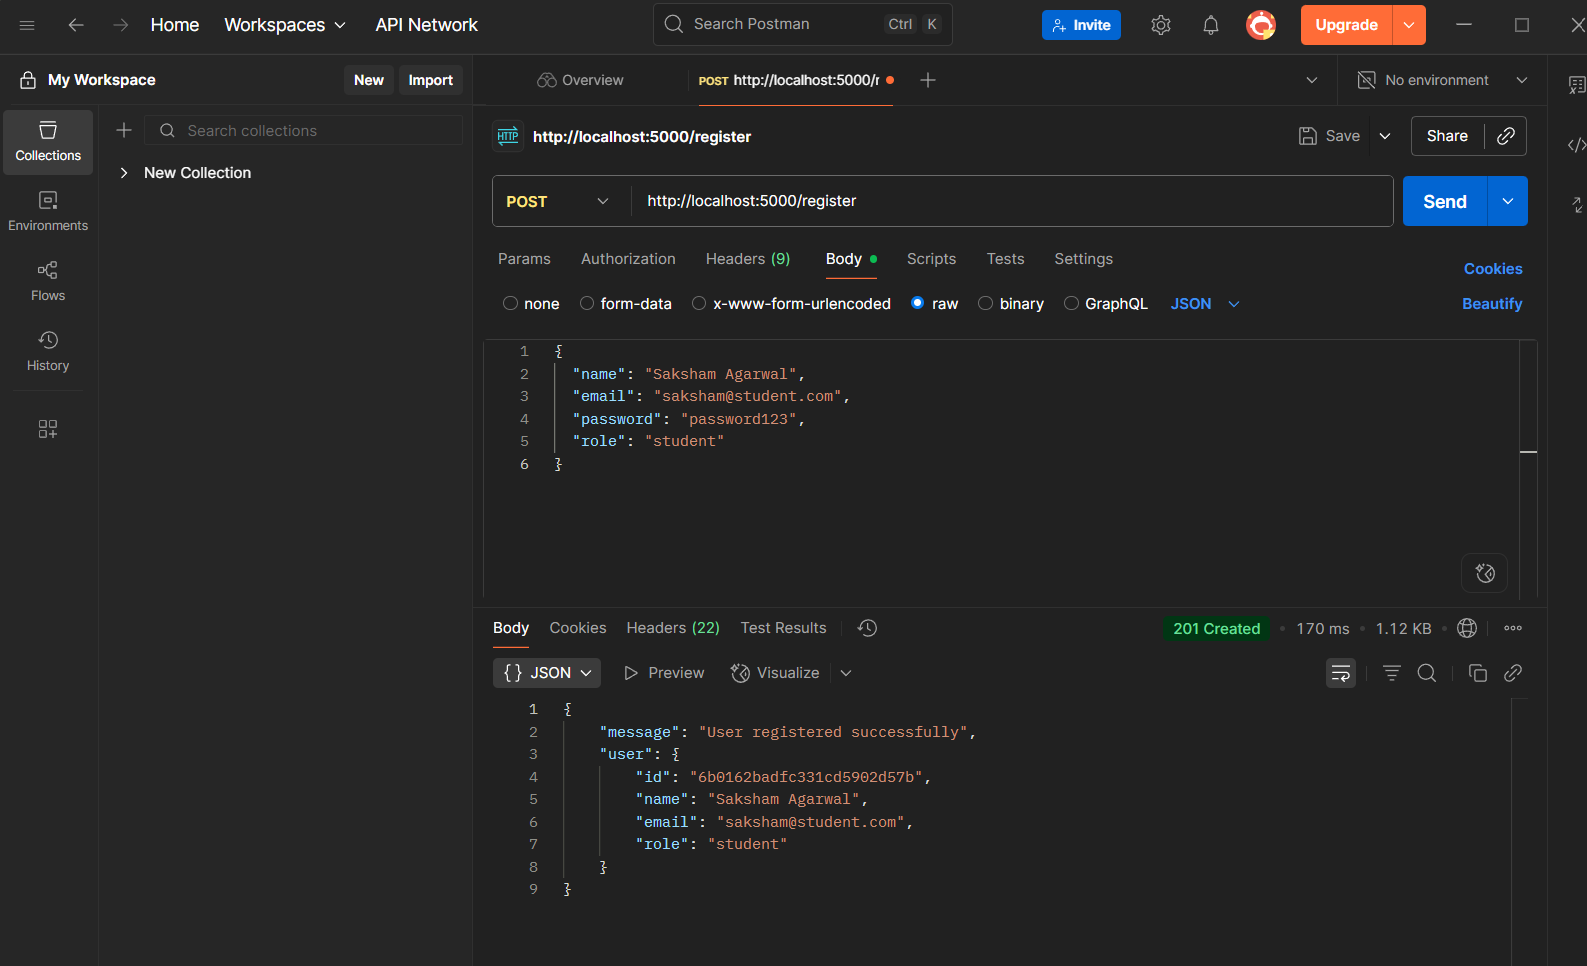 Home Workspaces API Network Search Postman Ctrl K Invite Upgrade
My Workspace New Import Overview POST http://localhost:5000/r No environment
Collections
Environments
Flows
History
Search collections
New Collection
HTTP http://localhost:5000/register Save Share
POST http://localhost:5000/register Send
Params Authorization Headers (9) Body Scripts Tests Settings Cookies
none form-data x-www-form-urlencoded raw binary GraphQL JSON Beautify
1 {
2 "name": "Saksham Agarwal",
3 "email": "saksham@student.com",
4 "password": "password123",
5 "role": "student"
6 }
Body Cookies Headers (22) Test Results 201 Created • 170 ms • 1.12 KB •
{} JSON Preview Visualize
1 {
2 "message": "User registered successfully",
3 "user": {
4 "id": "6b0162badfc331cd5902d57b",
5 "name": "Saksham Agarwal",
6 "email": "saksham@student.com",
7 "role": "student"
8 }
9 }